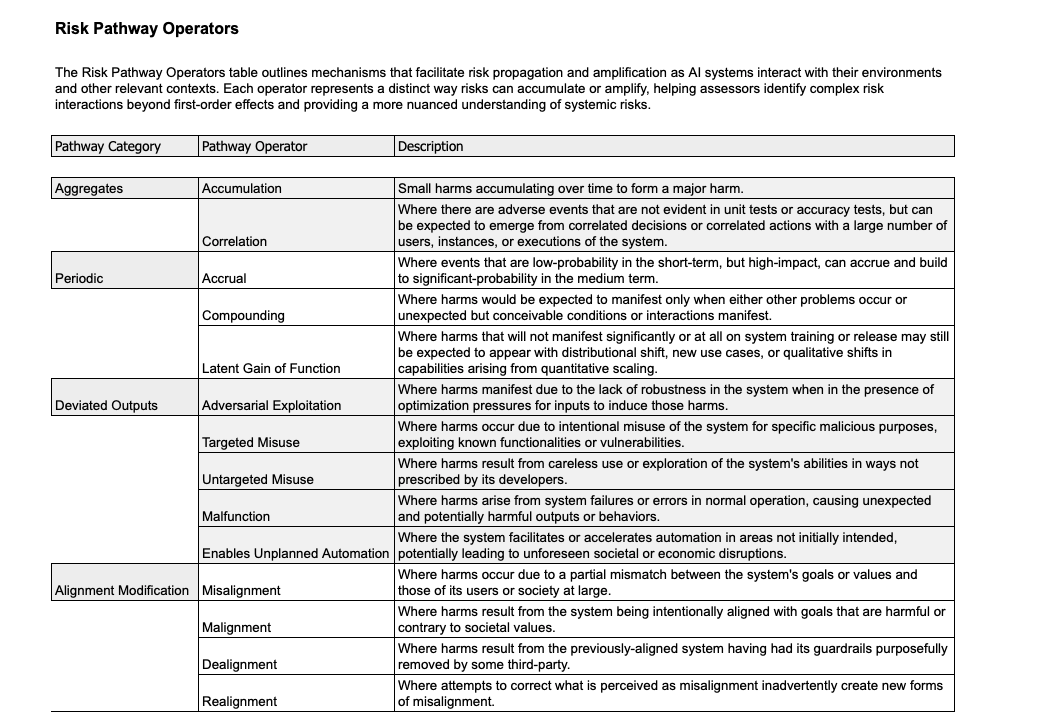 Risk Pathway Operators
The Risk Pathway Operators table outlines mechanisms that facilitate risk propagation and amplification as AI systems interact with their environments
and other relevant contexts. Each operator represents a distinct way risks can accumulate or amplify, helping assessors identify complex risk
interactions beyond first-order effects and providing a more nuanced understanding of systemic risks.
Pathway Category Pathway Operator Description
Aggregates Accumulation Small harms accumulating over time to form a major harm.
Where there are adverse events that are not evident in unit tests or accuracy tests, but can
be expected to emerge from correlated decisions or correlated actions with a large number of
Correlation users, instances, or executions of the system.
Where events that are low-probability in the short-term, but high-impact, can accrue and build
Periodic Accrual to significant-probability in the medium term.
Where harms would be expected to manifest only when either other problems occur or
Compounding unexpected but conceivable conditions or interactions manifest.
Where harms that will not manifest significantly or at all on system training or release may still
be expected to appear with distributional shift, new use cases, or qualitative shifts in
Latent Gain of Function capabilities arising from quantitative scaling.
Where harms manifest due to the lack of robustness in the system when in the presence of
Deviated Outputs Adversarial Exploitation optimization pressures for inputs to induce those harms.
Where harms occur due to intentional misuse of the system for specific malicious purposes,
Targeted Misuse exploiting known functionalities or vulnerabilities.
Where harms result from careless use or exploration of the system's abilities in ways not
Untargeted Misuse prescribed by its developers.
Where harms arise from system failures or errors in normal operation, causing unexpected
Malfunction and potentially harmful outputs or behaviors.
Where the system facilitates or accelerates automation in areas not initially intended,
Enables Unplanned Automation potentially leading to unforeseen societal or economic disruptions.
Where harms occur due to a partial mismatch between the system's goals or values and
Alignment Modification Misalignment those of its users or society at large.
Where harms result from the system being intentionally aligned with goals that are harmful or
Malignment contrary to societal values.
Where harms result from the previously-aligned system having had its guardrails purposefully
Dealignment removed by some third-party.
Where attempts to correct what is perceived as misalignment inadvertently create new forms
Realignment of misalignment.